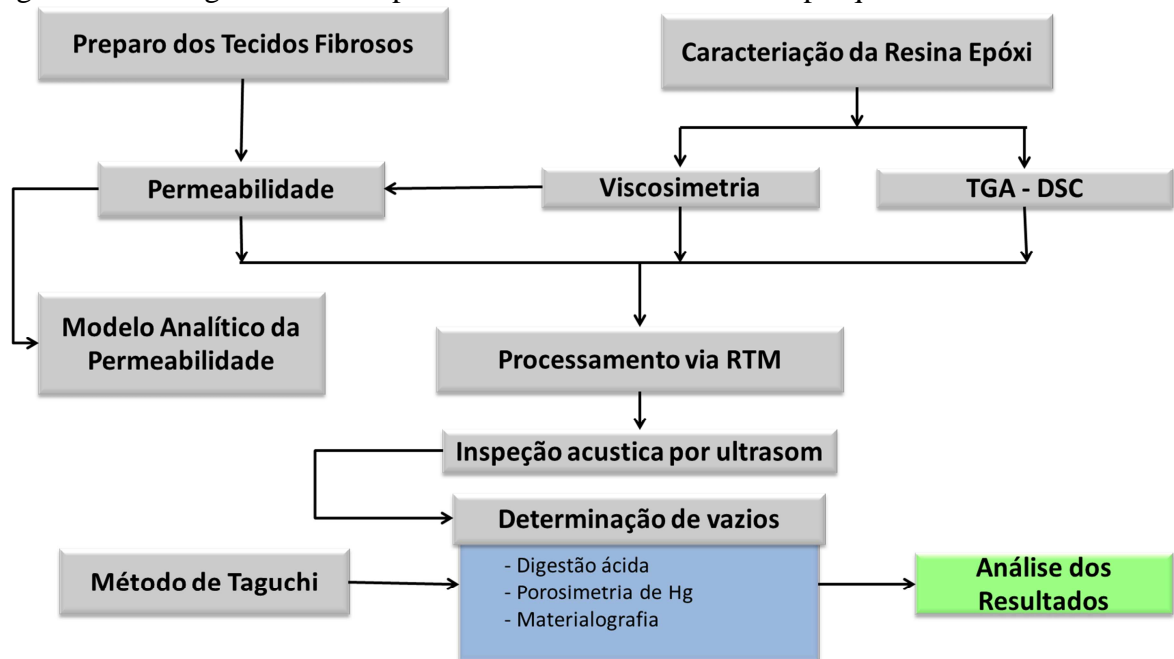 Preparo dos Tecidos Fibrosos
Caracteriação da Resina Epóxi
Permeabilidade
Viscosimetria
TGA - DSC
Modelo Analítico da
Permeabilidade
Processamento via RTM
Inspeção acustica por ultrasom
Determinação de vazios
- Digestão ácida
- Porosimetria de Hg
- Materialografia
Método de Taguchi
Análise dos
Resultados